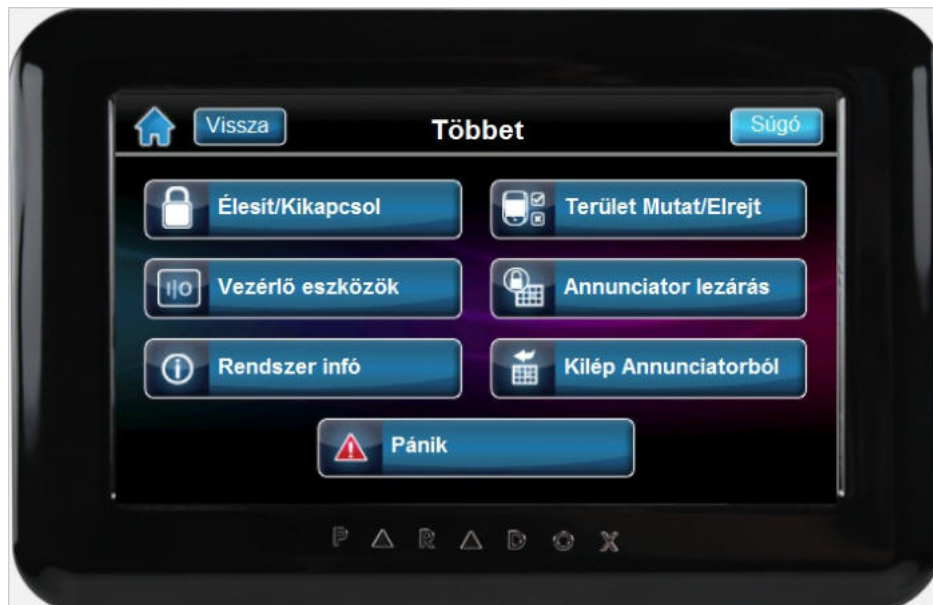 Vissza
Többet
Súgó
Élesít/Kikapcsol
Terület Mutat/Elrejt
I|O
Vezérlő eszközök
Annunciator lezárás
Rendszer infó
Kilép Annunciatorból
Pánik
PARADOX